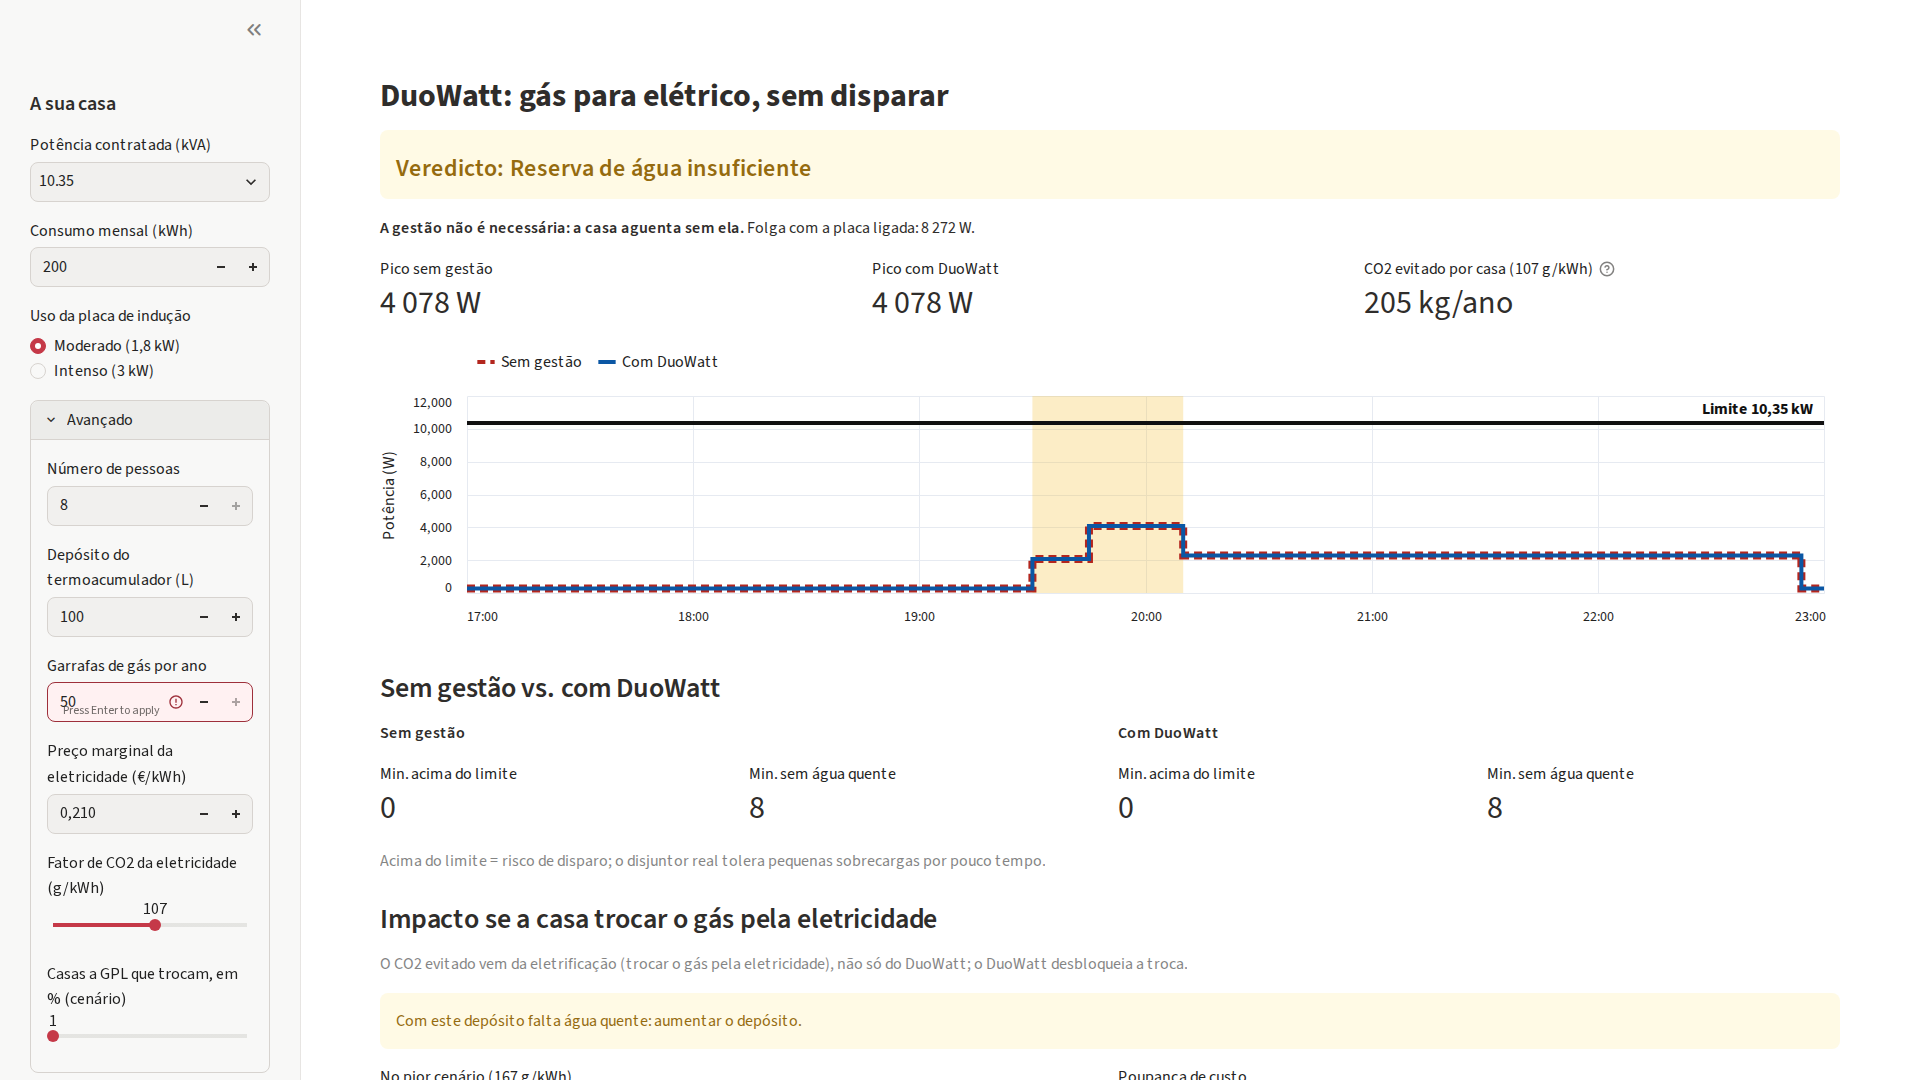 A sua casa
Potência contratada (kVA)
10.35
Consumo mensal (kWh)
200
Uso da placa de indução
Moderado (1,8 kW)
Intenso (3 kW)
Avançado
Número de pessoas
8
Depósito do
termoacumulador (L)
100
Garrafas de gás por ano
50
Press Enter to apply
Preço marginal da
eletricidade (€/kWh)
0,210
Fator de CO2 da eletricidade
(g/kWh)
107
Casas a GPL que trocam, em
% (cenário)
1
DuoWatt: gás para elétrico, sem disparar
Veredicto: Reserva de água insuficiente
A gestão não é necessária: a casa aguenta sem ela. Folga com a placa ligada: 8 272 W.
Pico sem gestão
4 078 W
Pico com DuoWatt
4 078 W
CO2 evitado por casa (107 g/kWh)
205 kg/ano
Sem gestão
Com DuoWatt
Potência (W)
12,000
10,000
8,000
6,000
4,000
2,000
0
Limite 10,35 kW
17:00
18:00
19:00
20:00
21:00
22:00
23:00
Sem gestão vs. com DuoWatt
Sem gestão
Com DuoWatt
Min. acima do limite
0
Min. sem água quente
8
Min. acima do limite
0
Min. sem água quente
8
Acima do limite = risco de disparo; o disjuntor real tolera pequenas sobrecargas por pouco tempo.
Impacto se a casa trocar o gás pela eletricidade
O CO2 evitado vem da eletrificação (trocar o gás pela eletricidade), não só do DuoWatt; o DuoWatt desbloqueia a troca.
Com este depósito falta água quente: aumentar o depósito.
No pior cenário (167 g/kWh)
Poupança de custo